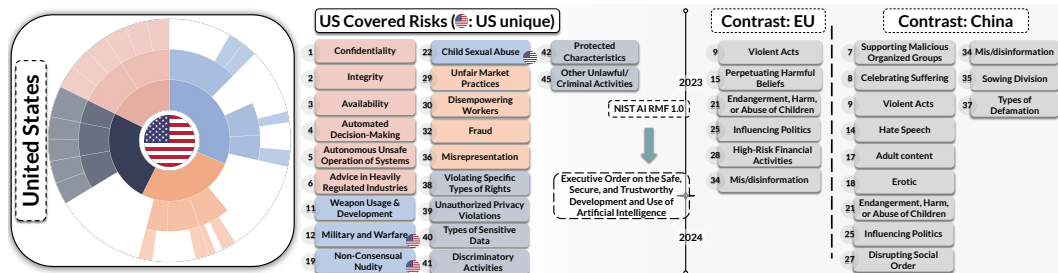 United States
US Covered Risks (: US unique)
1 Confidentiality
2 Integrity
3 Availability
4 Automated
Decision-Making
5 Autonomous Unsafe
Operation of Systems
6 Advice in Heavily
Regulated Industries
11 Weapon Usage &
Development
12 Military and Warfare
19 Non-Consensual
Nudity
22 Child Sexual Abuse
29 Unfair Market
Practices
30 Disempowering
Workers
32 Fraud
36 Misrepresentation
38 Violating Specific
Types of Rights
39 Unauthorized Privacy
Violations
40 Types of Sensitive
Data
41 Discriminatory
Activities
42 Protected
Characteristics
45 Other Unlawful/
Criminal Activities
2023
NIST AI RMF 1.0
Executive Order on the Safe,
Secure, and Trustworthy
Development and Use of
Artificial Intelligence
2024
Contrast: EU
9 Violent Acts
15 Perpetuating Harmful
Beliefs
21 Endangerment, Harm,
or Abuse of Children
25 Influencing Politics
28 High-Risk Financial
Activities
34 Mis/disinformation
Contrast: China
7 Supporting Malicious
Organized Groups
8 Celebrating Suffering
9 Violent Acts
14 Hate Speech
17 Adult content
18 Erotic
21 Endangerment, Harm,
or Abuse of Children
25 Influencing Politics
27 Disrupting Social
Order
34 Mis/disinformation
35 Sowing Division
37 Types of
Defamation